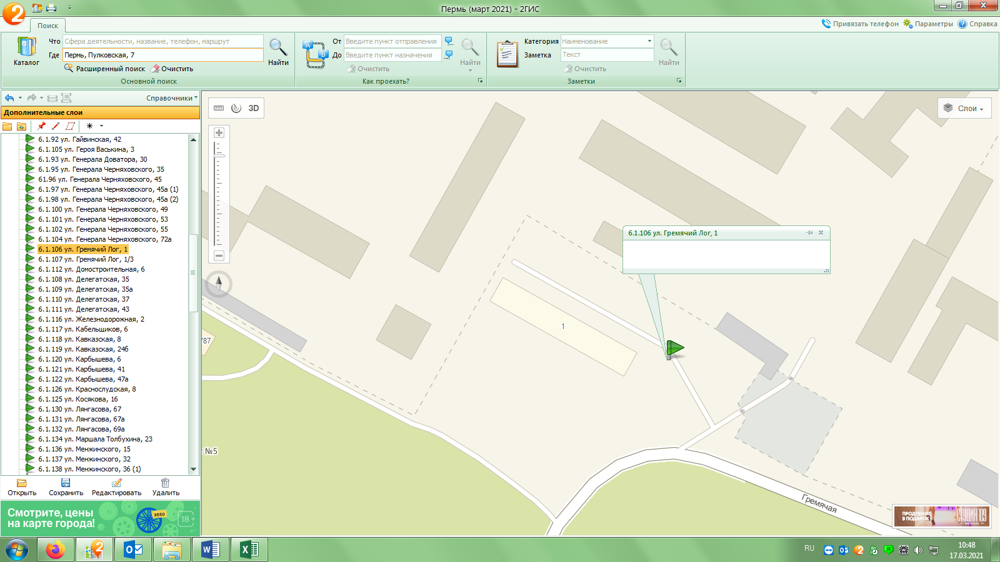 Пермь (март 2021) - 2ГИС
Поиск
Привязать телефон
Параметры
Справка
Каталог
Что
Сфера деятельности, название, телефон, маршрут
Где
Пермь, Пулковская, 7
Расширенный поиск
Очистить
Найти
Основной поиск
От
Введите пункт отправления
До
Введите пункт назначения
Очистить
Найти
Как проехать?
Категория
Наименование
Заметка
Текст
Очистить
Найти
Заметки
Справочники
Дополнительные слои
6.1.92 ул. Гайвинская, 42
6.1.105 ул. Героя Васькина, 3
6.1.93 ул. Генерала Доватора, 30
6.1.95 ул. Генерала Черняховского, 35
61.96 ул. Генерала Черняховского, 45
6.1.97 ул. Генерала Черняховского, 45а (1)
6.1.98 ул. Генерала Черняховского, 45а (2)
6.1.100 ул. Генерала Черняховского, 49
6.1.101 ул. Генерала Черняховского, 53
6.1.102 ул. Генерала Черняховского, 55
6.1.104 ул. Генерала Черняховского, 72а
6.1.106 ул. Гремячий Лог, 1
6.1.107 ул. Гремячий Лог, 1/3
6.1.112 ул. Домостроительная, 6
6.1.108 ул. Делегатская, 35
6.1.109 ул. Делегатская, 35а
6.1.110 ул. Делегатская, 37
6.1.111 ул. Делегатская, 43
6.1.116 ул. Железнодорожная, 2
6.1.117 ул. Кабельщиков, 6
6.1.118 ул. Кавказская, 8
6.1.119 ул. Кавказская, 24б
6.1.120 ул. Карбышева, 6
6.1.121 ул. Карбышева, 41
6.1.122 ул. Карбышева, 47а
6.1.126 ул. Краснослудская, 8
6.1.125 ул. Косякова, 16
6.1.130 ул. Лянгасова, 67
6.1.131 ул. Лянгасова, 67а
6.1.132 ул. Лянгасова, 69а
6.1.134 ул. Маршала Толбухина, 23
6.1.136 ул. Менжинского, 15
6.1.137 ул. Менжинского, 32
6.1.138 ул. Менжинского, 36 (1)
Открыть
Сохранить
Редактировать
Удалить
Смотрите, цены
на карте города!
3550
18+
3D
Слои
6.1.106 ул. Гремячий Лог, 1
1
/87
№5
Гремячая
ПРОДЛЕНИЕ
В ПОДАРОК
СТУДИЯ 109
RU
10:48
17.03.2021